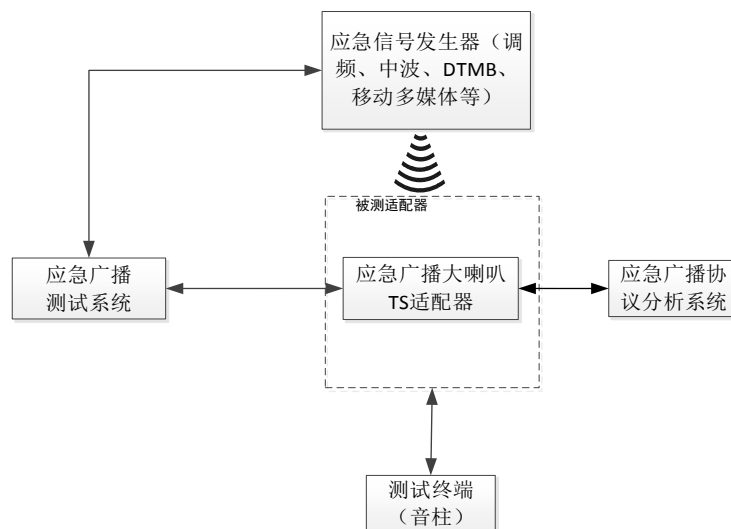 应急信号发生器（调
频、中波、DTMB、
移动多媒体等）
被测适配器
应急广播
测试系统
应急广播大喇叭
TS适配器
应急广播协
议分析系统
测试终端
（音柱）